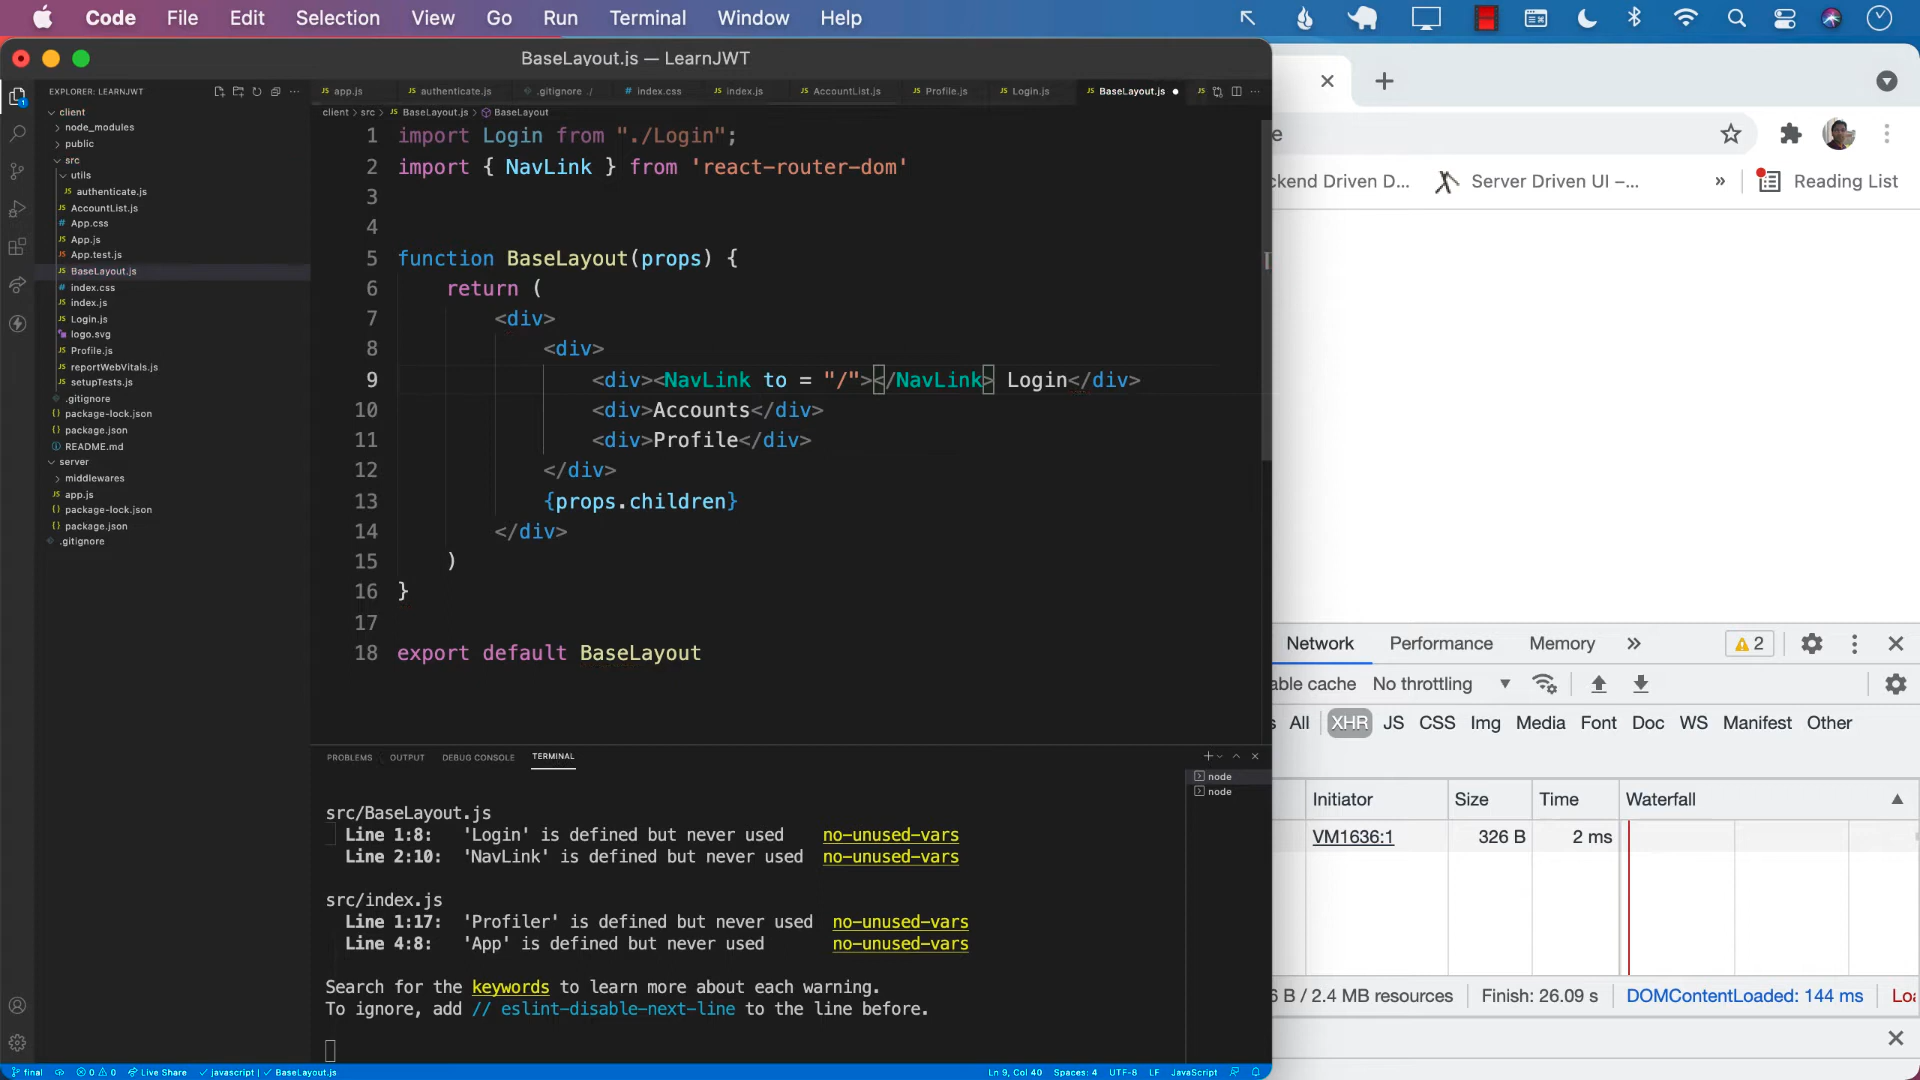 Code File Edit Selection View Go Run Terminal Window Help
BaseLayout.js — LearnJWT
EXPLORER: LEARNJWT
client
node_modules
public
src
utils
authenticate.js
AccountList.js
App.css
App.js
App.test.js
BaseLayout.js
index.css
index.js
Login.js
logo.svg
Profile.js
reportWebVitals.js
setupTests.js
.gitignore
package-lock.json
package.json
README.md
server
middlewares
app.js
package-lock.json
package.json
.gitignore
app.js authenticate.js .gitignore ./ index.css index.js AccountList.js Profile.js Login.js BaseLayout.js
client > src > JS BaseLayout.js > BaseLayout
1 import Login from "./Login";
2 import { NavLink } from 'react-router-dom'
3
4
5 function BaseLayout(props) {
6 return (
7 <div>
8 <div>
9 <div><NavLink to = "/"></NavLink> Login</div>
10 <div>Accounts</div>
11 <div>Profile</div>
12 </div>
13 {props.children}
14 </div>
15 )
16 }
17
18 export default BaseLayout
PROBLEMS OUTPUT DEBUG CONSOLE TERMINAL
node
node
src/BaseLayout.js
Line 1:8: 'Login' is defined but never used no-unused-vars
Line 2:10: 'NavLink' is defined but never used no-unused-vars
src/index.js
Line 1:17: 'Profiler' is defined but never used no-unused-vars
Line 4:8: 'App' is defined but never used no-unused-vars
Search for the keywords to learn more about each warning.
To ignore, add // eslint-disable-next-line to the line before.
final 0 0 Live Share javascript | BaseLayout.js Ln 9, Col 40 Spaces: 4 UTF-8 LF JavaScript
e
ckend Driven D... Server Driven UI –... » Reading List
Network Performance Memory » 2
able cache No throttling
s All XHR JS CSS Img Media Font Doc WS Manifest Other
Initiator Size Time Waterfall
VM1636:1 326 B 2 ms
6 B / 2.4 MB resources Finish: 26.09 s DOMContentLoaded: 144 ms Loa